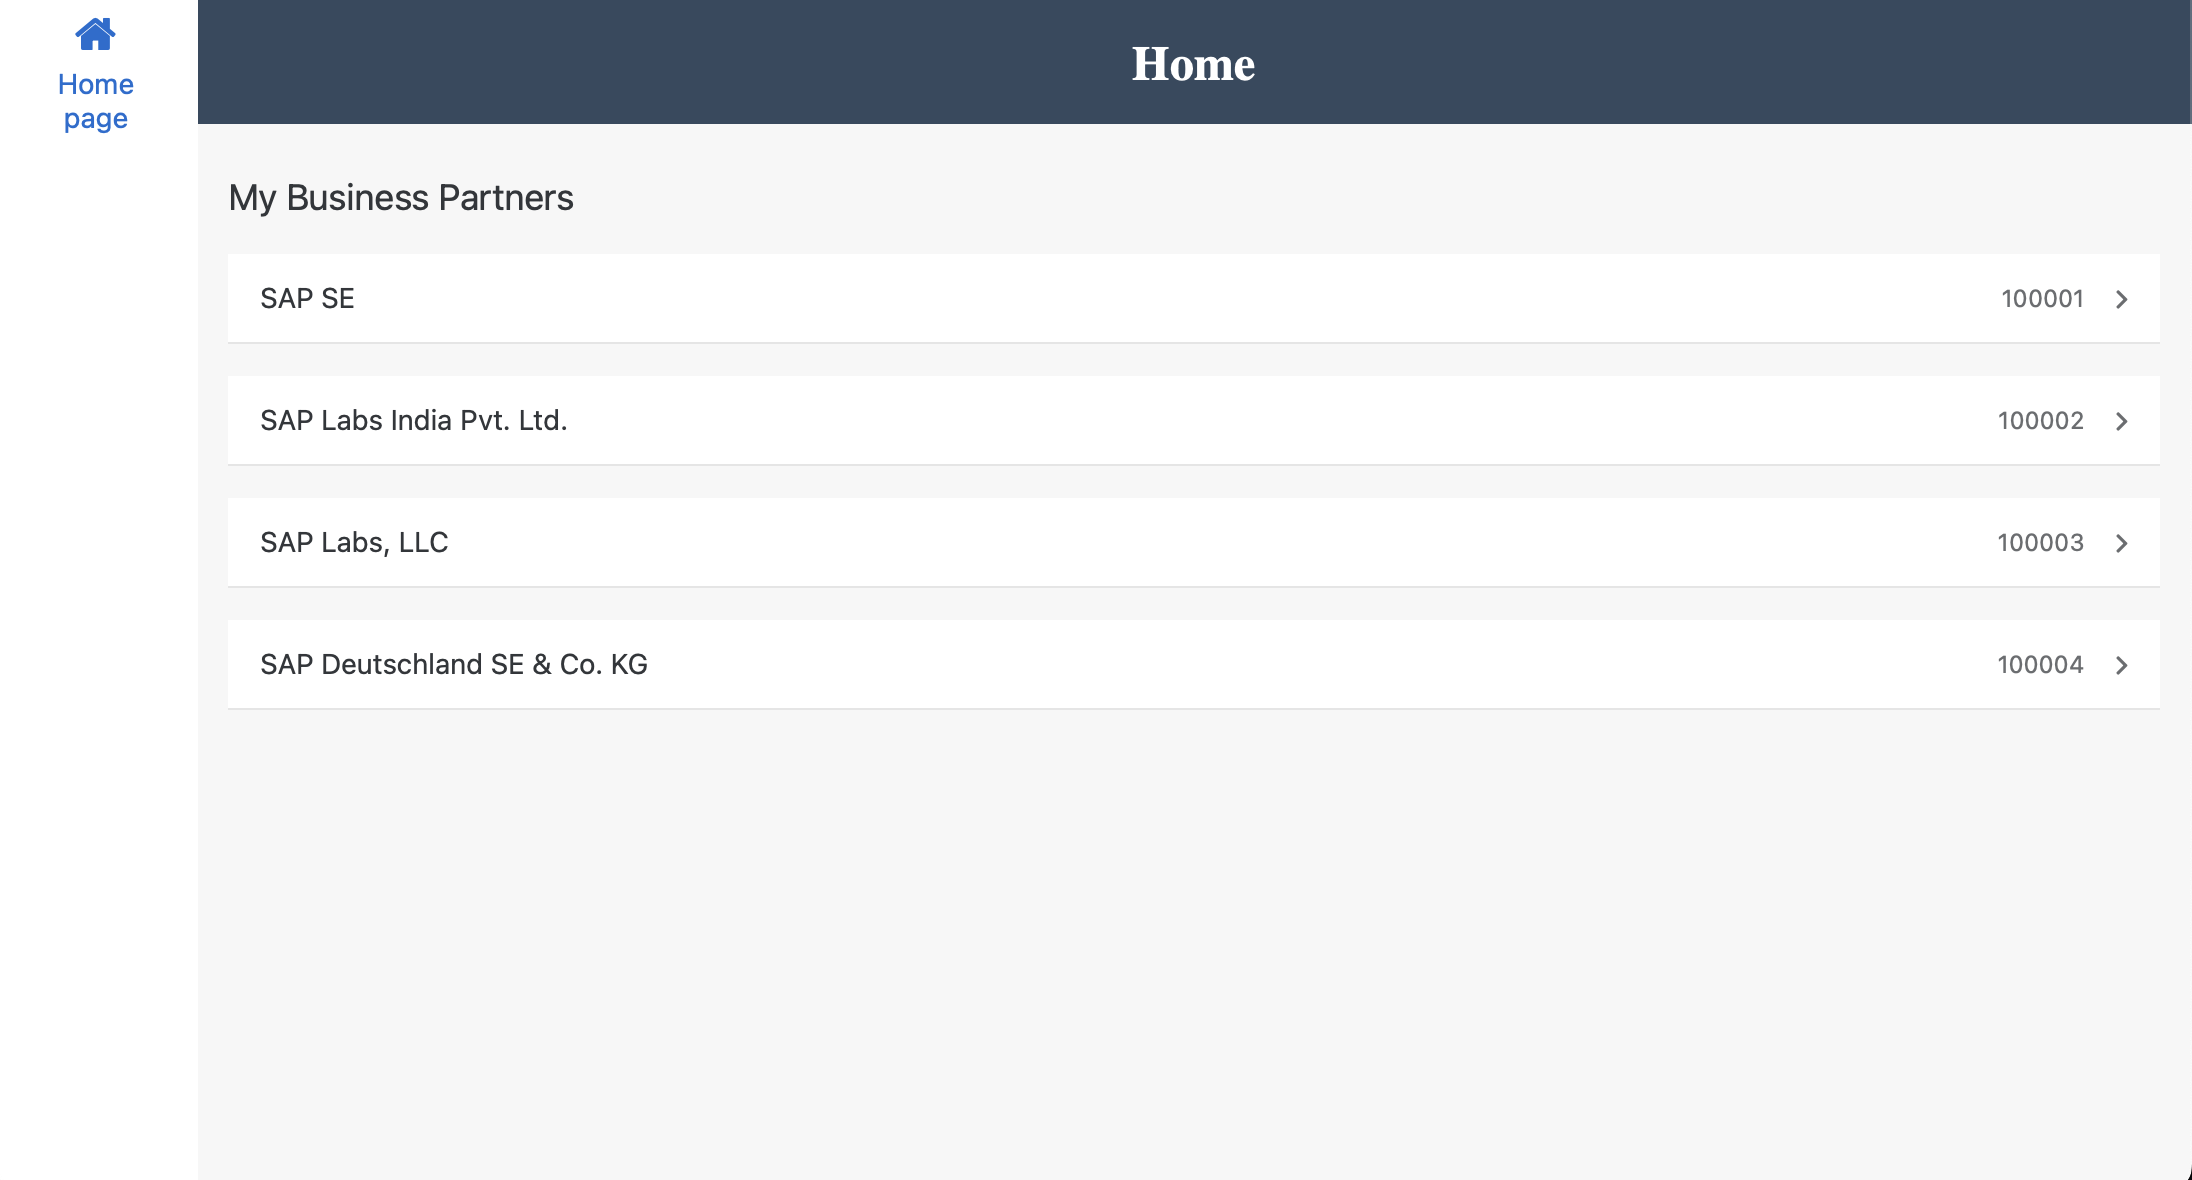 Home
page
Home
My Business Partners
SAP SE 100001
SAP Labs India Pvt. Ltd. 100002
SAP Labs, LLC 100003
SAP Deutschland SE & Co. KG 100004